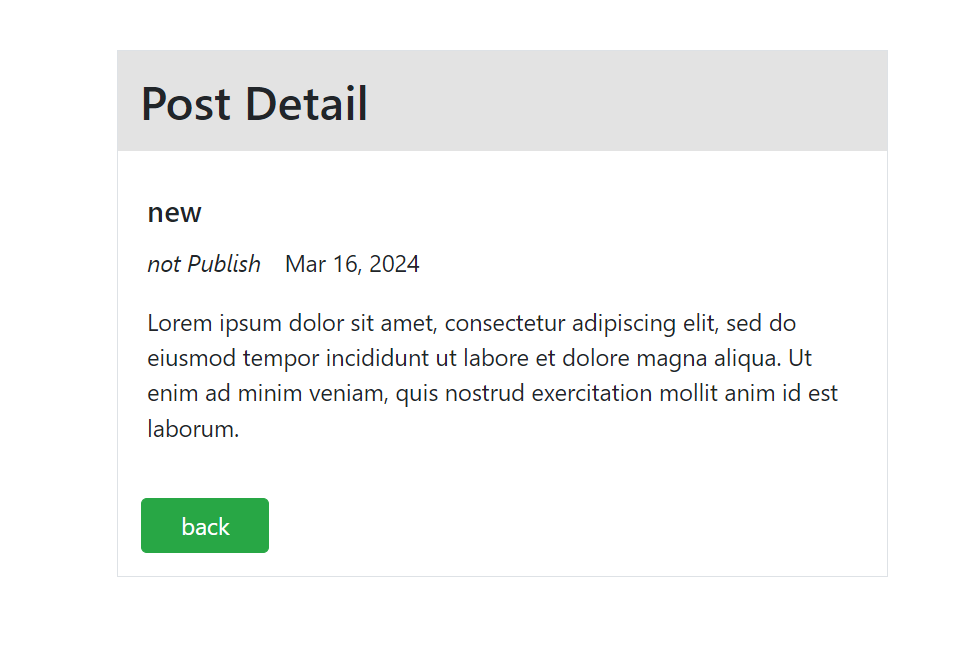 Post Detail
new
not Publish Mar 16, 2024
Lorem ipsum dolor sit amet, consectetur adipiscing elit, sed do
eiusmod tempor incididunt ut labore et dolore magna aliqua. Ut
enim ad minim veniam, quis nostrud exercitation mollit anim id est
laborum.
back